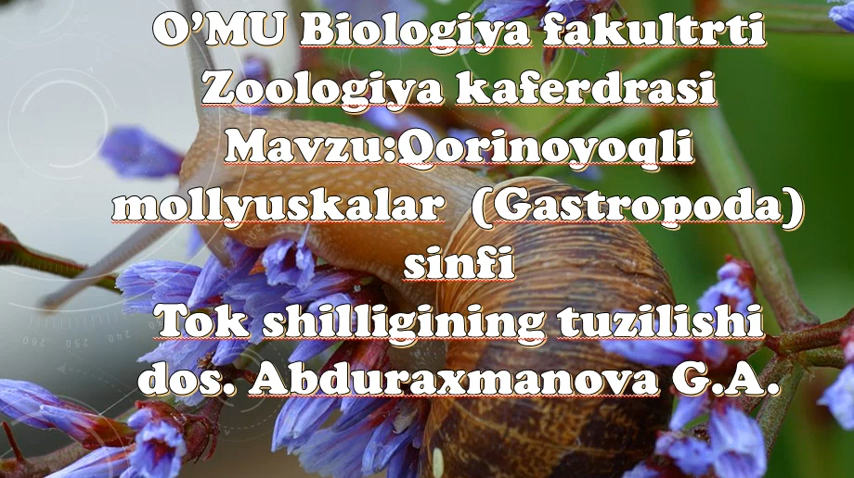 O’MU Biologiya fakultrti
Zoologiya kaferdrasi
Mavzu:Qorinoyoqli
mollyuskalar (Gastropoda)
sinfi
Tok shilligining tuzilishi
dos. Abduraxmanova G.A.